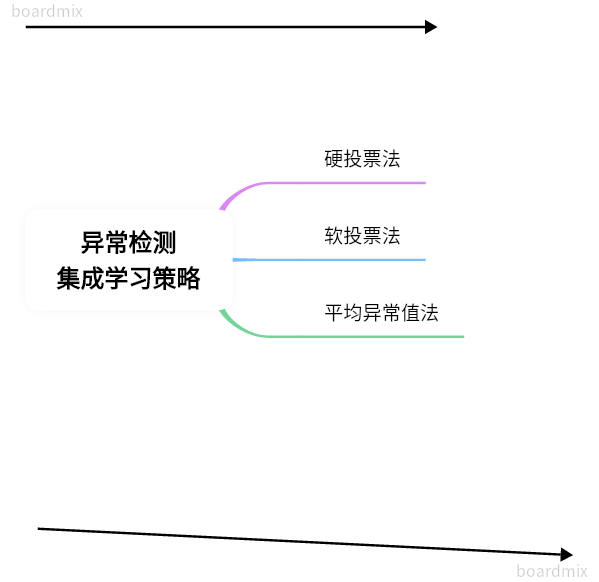 boardmix
硬投票法
异常检测
集成学习策略
软投票法
平均异常值法
boardmix